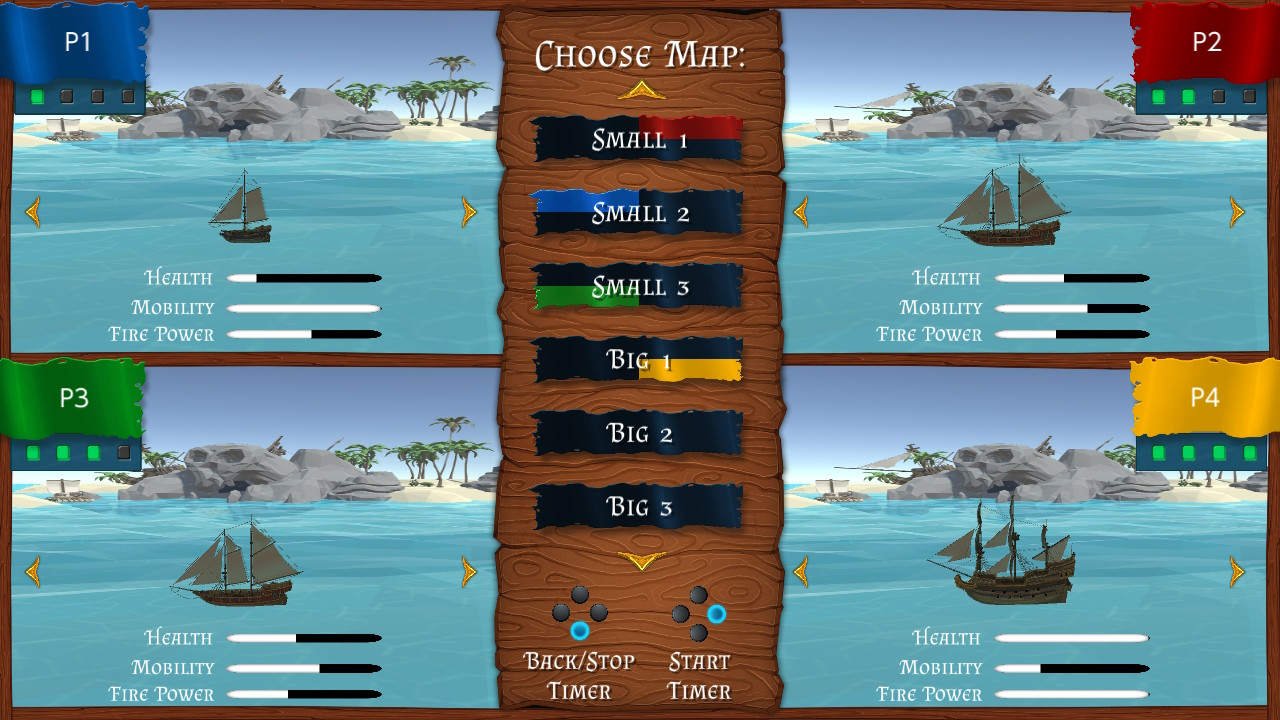 P1
Choose Map:
P2
Small 1
Small 2
Small 3
Big 1
Big 2
Big 3
Health
Mobility
Fire Power
Health
Mobility
Fire Power
P3
P4
Health
Mobility
Fire Power
Back/Stop
Timer
Start
Timer
Health
Mobility
Fire Power